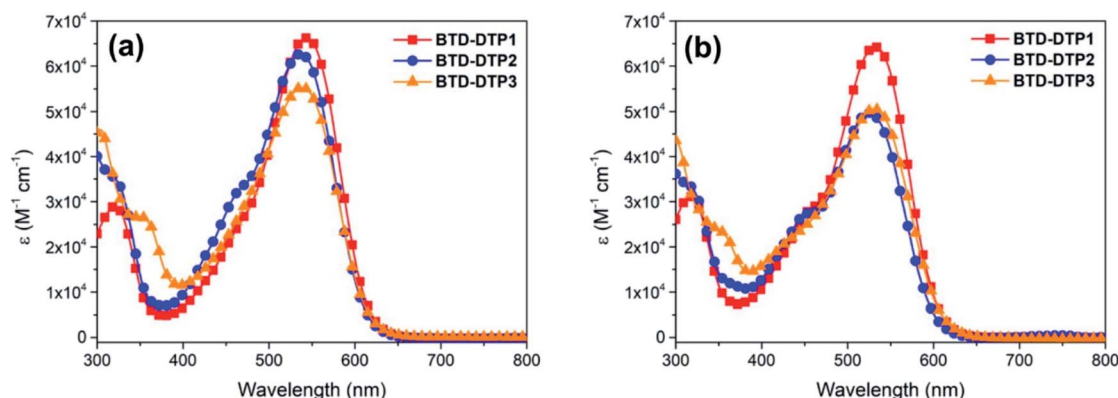 (a)
BTD-DTP1
BTD-DTP2
BTD-DTP3
7x10⁴
6x10⁴
5x10⁴
4x10⁴
3x10⁴
2x10⁴
1x10⁴
0
ε (M⁻¹ cm⁻¹)
300 400 500 600 700 800
Wavelength (nm)
(b)
BTD-DTP1
BTD-DTP2
BTD-DTP3
7x10⁴
6x10⁴
5x10⁴
4x10⁴
3x10⁴
2x10⁴
1x10⁴
0
ε (M⁻¹ cm⁻¹)
300 400 500 600 700 800
Wavelength (nm)